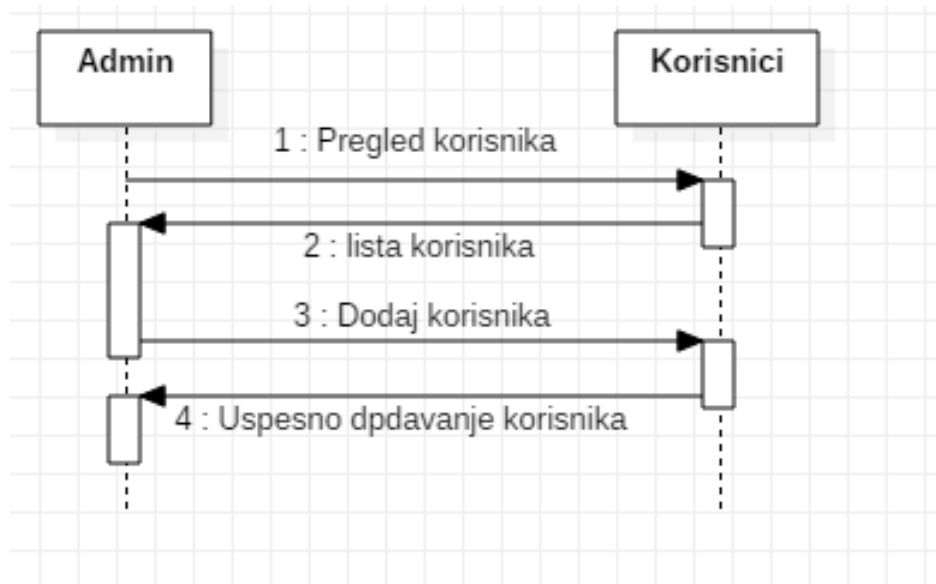 Admin
Korisnici
1 : Pregled korisnika
2 : lista korisnika
3 : Dodaj korisnika
4 : Uspesno dpdavanje korisnika